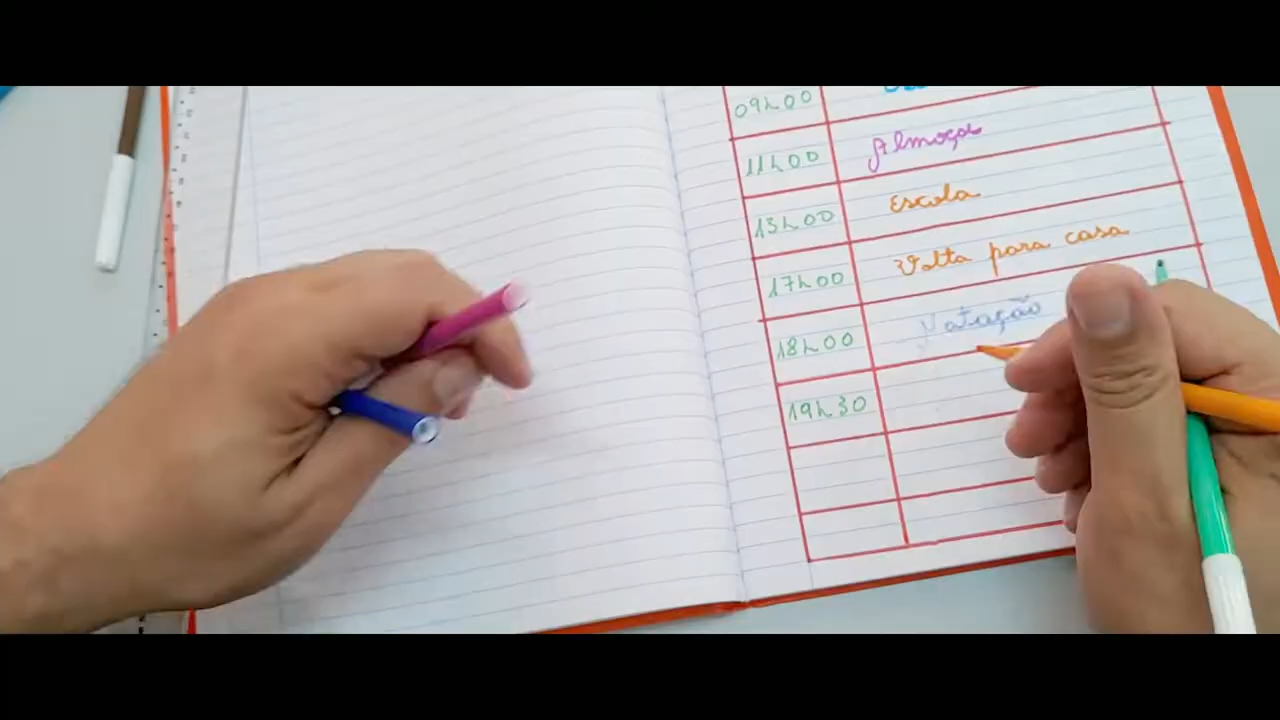 09h00
11h00 Almoço
13h00 Escola
17h00 Volta para casa
18h00 Natação
19h30